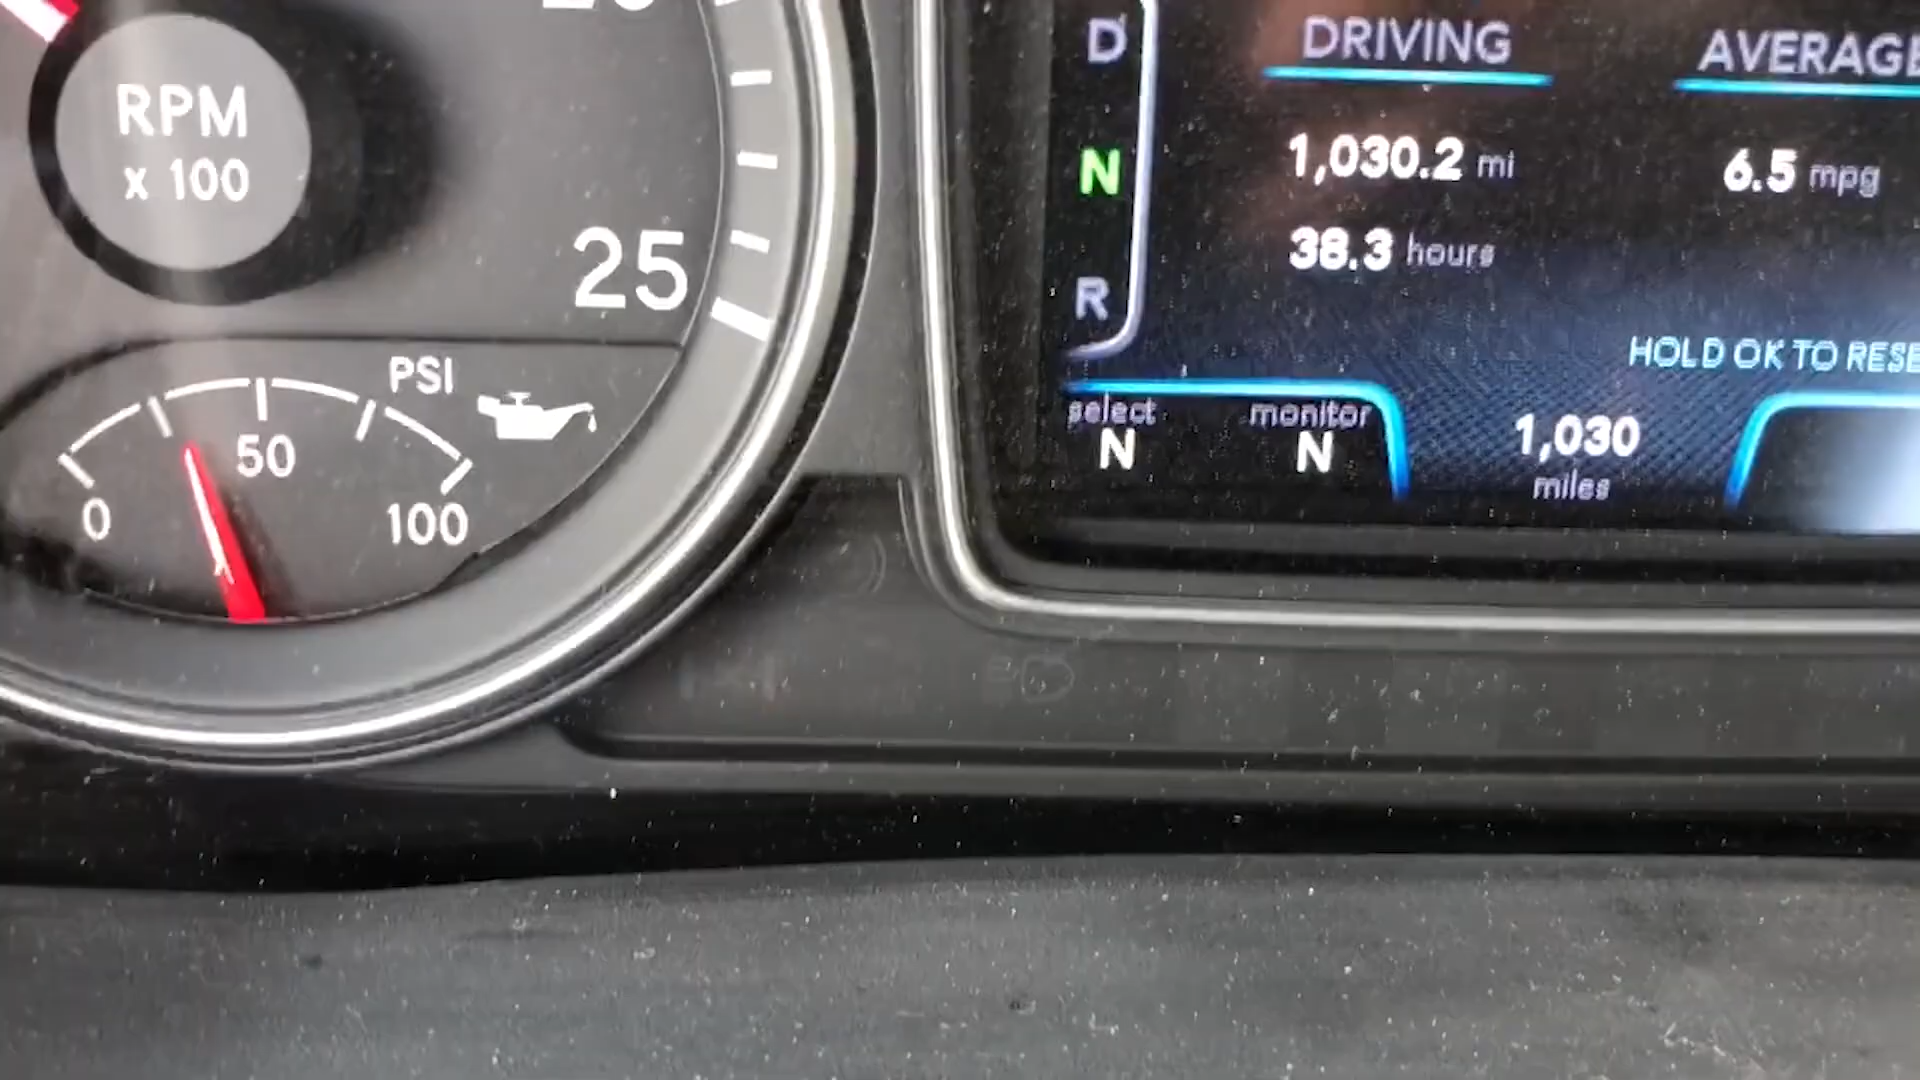 RPM
x 100
25
PSI
0
50
100
D
N
R
DRIVING
1,030.2 mi
38.3 hours
AVERAGE
6.5 mpg
HOLD OK TO RESE
select
N
monitor
N
1,030
miles